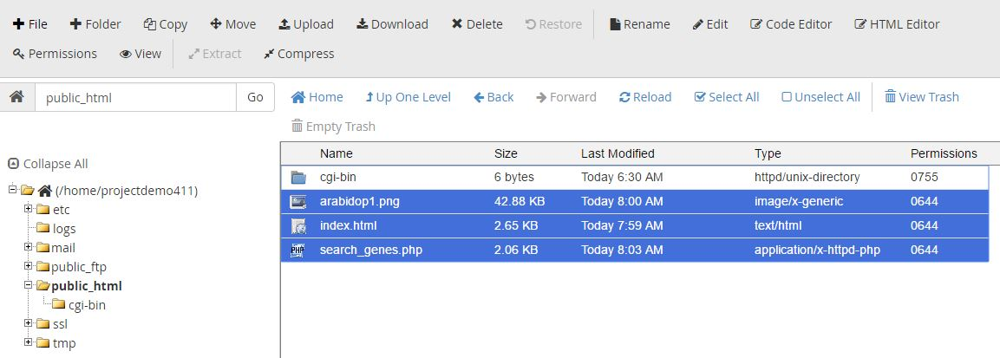 File Folder Copy Move Upload Download Delete Restore Rename Edit Code Editor HTML Editor
Permissions View Extract Compress
public_html Go Home Up One Level Back Forward Reload Select All Unselect All View Trash
Empty Trash
Collapse All
(/home/projectdemo411)
etc
logs
mail
public_ftp
public_html
cgi-bin
ssl
tmp
Name Size Last Modified Type Permissions
cgi-bin 6 bytes Today 6:30 AM httpd/unix-directory 0755
arabidop1.png 42.88 KB Today 8:00 AM image/x-generic 0644
index.html 2.65 KB Today 7:59 AM text/html 0644
PHP search_genes.php 2.06 KB Today 8:03 AM application/x-httpd-php 0644